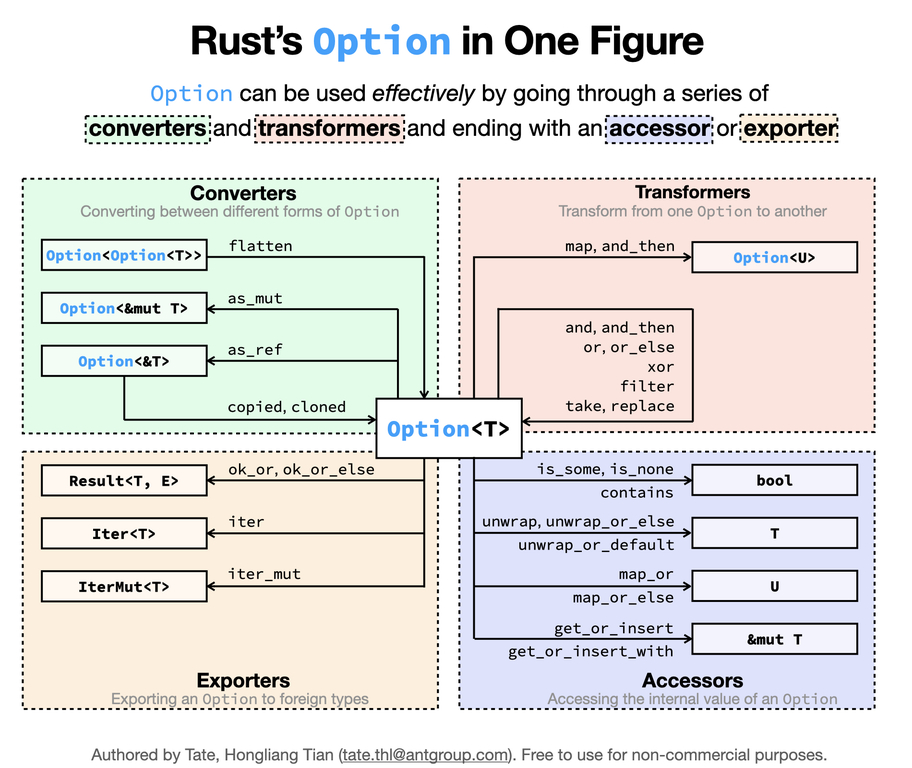 Rust’s Option in One Figure
Option can be used effectively by going through a series of
converters and transformers and ending with an accessor or exporter
Converters
Converting between different forms of Option
Option<Option<T>>
flatten
Option<&mut T>
as_mut
Option<&T>
as_ref
copied, cloned
Transformers
Transform from one Option to another
map, and_then
Option<U>
and, and_then
or, or_else
xor
filter
take, replace
Option<T>
Result<T, E>
ok_or, ok_or_else
Iter<T>
iter
IterMut<T>
iter_mut
Exporters
Exporting an Option to foreign types
is_some, is_none
contains
bool
unwrap, unwrap_or_else
unwrap_or_default
T
map_or
map_or_else
U
get_or_insert
get_or_insert_with
&mut T
Accessors
Accessing the internal value of an Option
Authored by Tate, Hongliang Tian (tate.thl@antgroup.com). Free to use for non-commercial purposes.